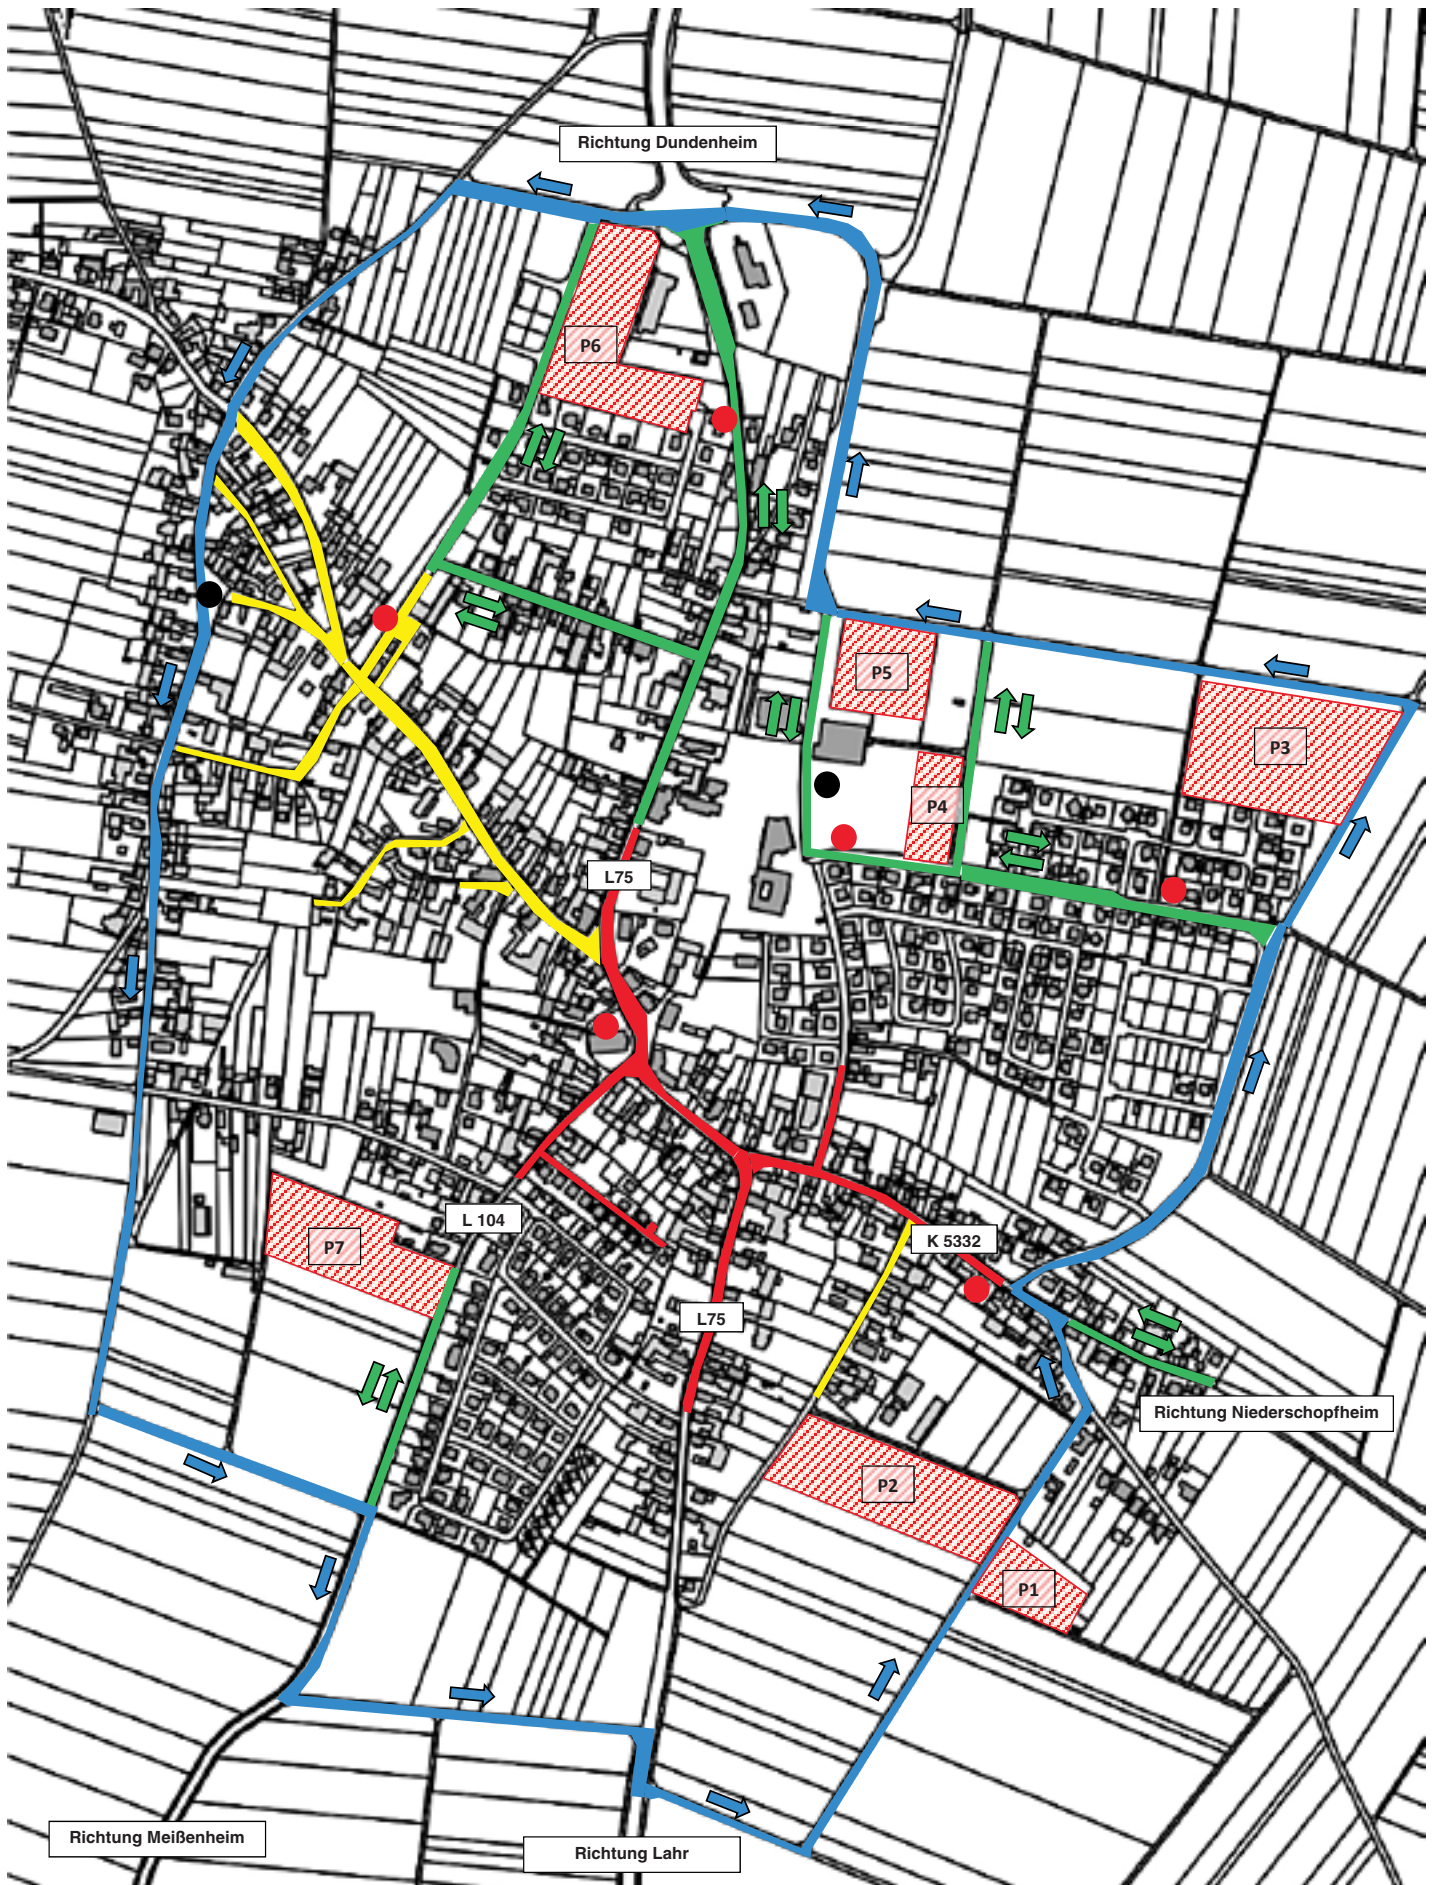 Richtung Dundenheim
P6
P5
P3
P4
L75
L 104
P7
K 5332
L75
Richtung Niederschopfheim
P2
P1
Richtung Meißenheim
Richtung Lahr